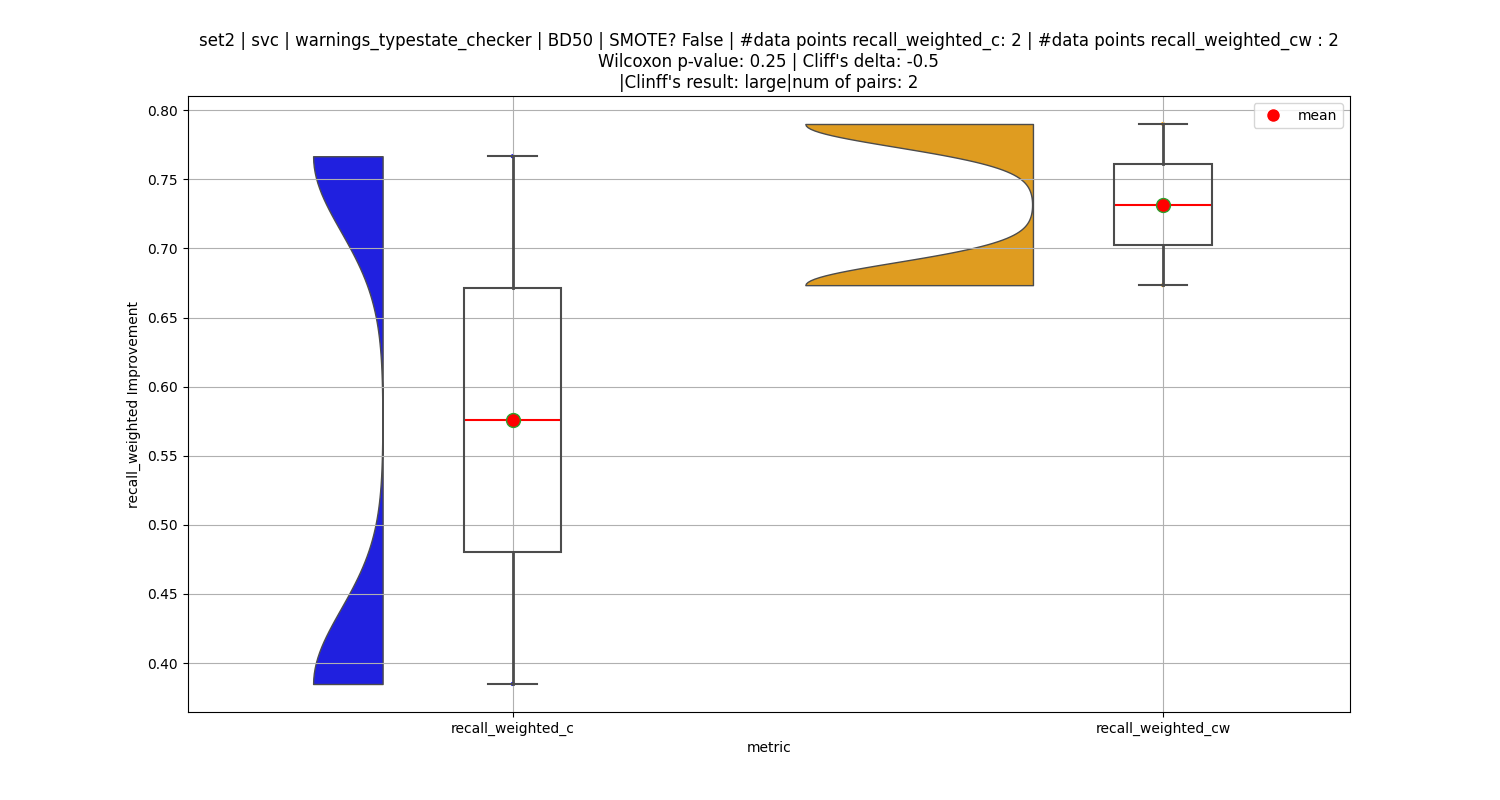 set2 | svc | warnings_typestate_checker | BD50 | SMOTE? False | #data points recall_weighted_c: 2 | #data points recall_weighted_cw : 2
Wilcoxon p-value: 0.25 | Cliff's delta: -0.5
|Clinff's result: large|num of pairs: 2
mean
0.80
0.75
0.70
0.65
0.60
0.55
0.50
0.45
0.40
recall_weighted Improvement
recall_weighted_c
recall_weighted_cw
metric